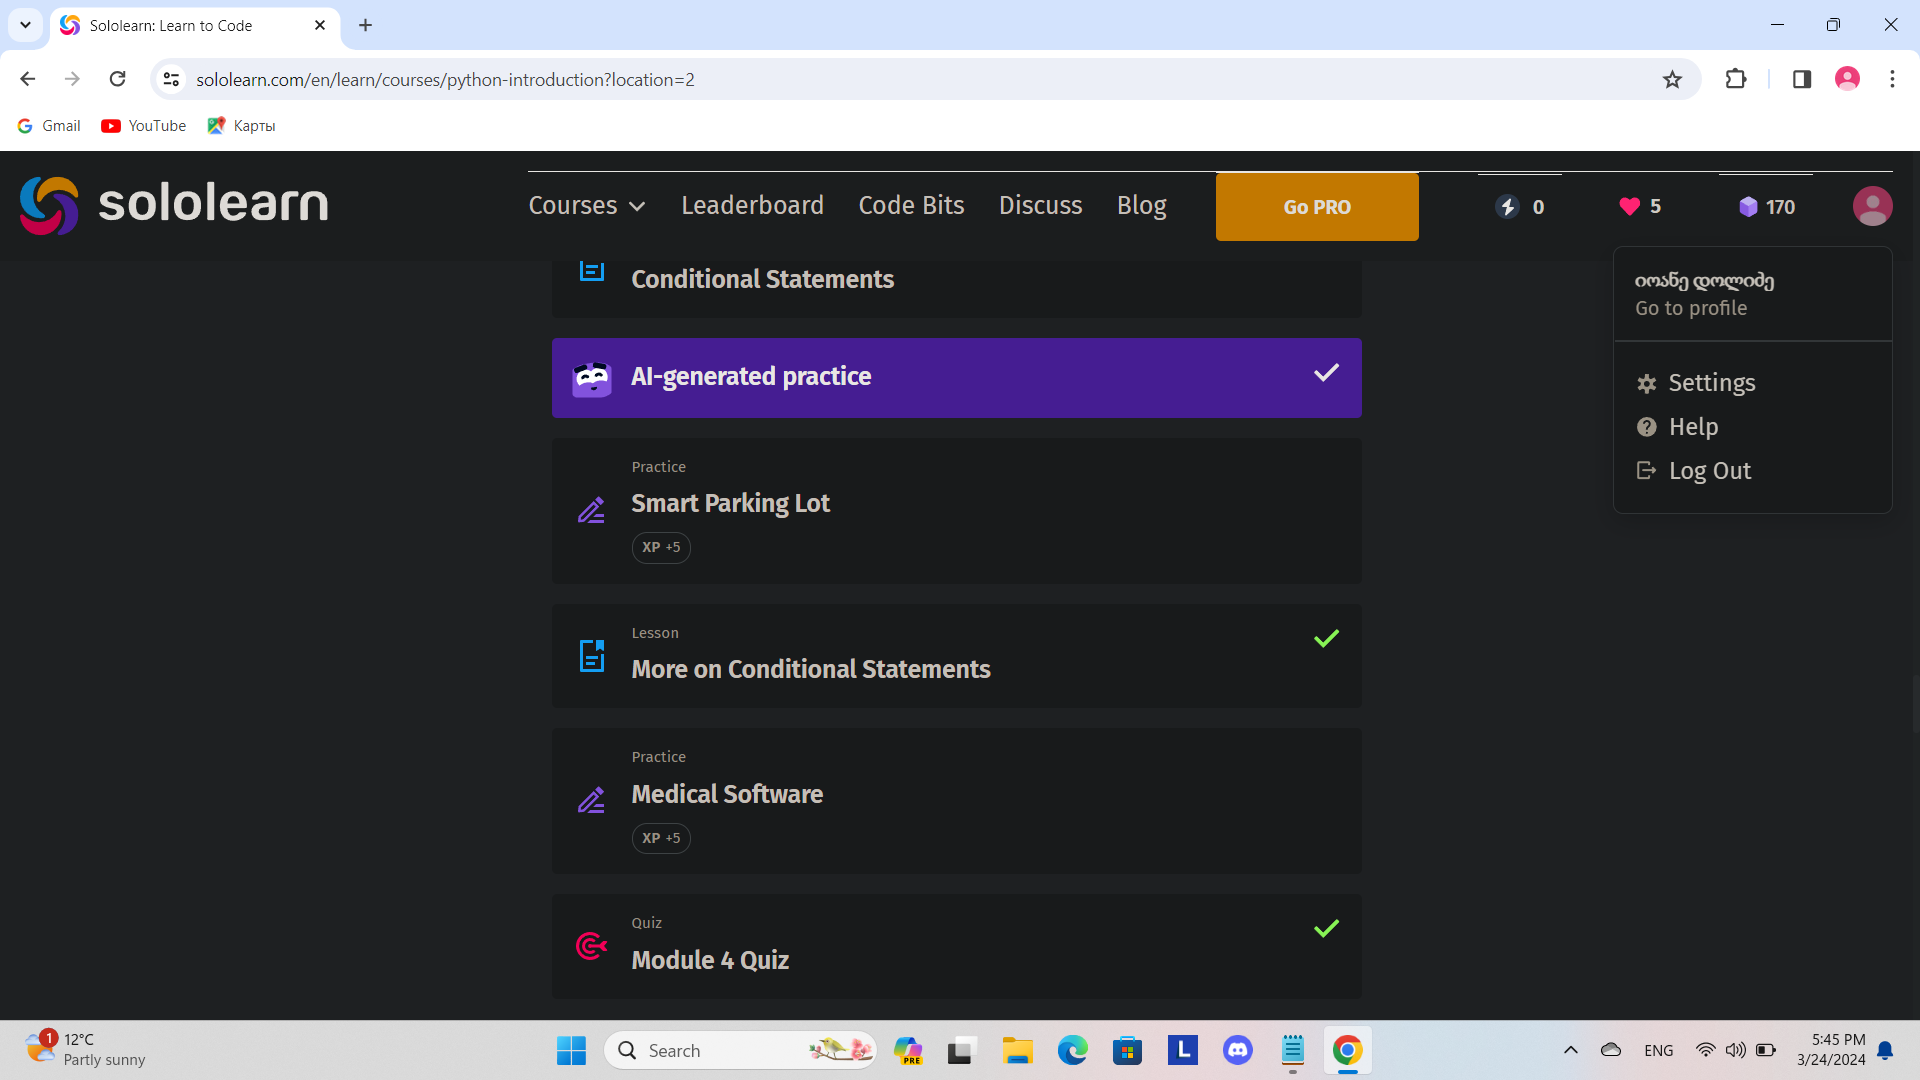 Sololearn: Learn to Code
sololearn.com/en/learn/courses/python-introduction?location=2
Gmail YouTube Карты
sololearn Courses Leaderboard Code Bits Discuss Blog Go PRO 0 5 170
Conditional Statements
იოანე დოლიძე
Go to profile
Settings
Help
Log Out
AI-generated practice
Practice
Smart Parking Lot
XP +5
Lesson
More on Conditional Statements
Practice
Medical Software
XP +5
Quiz
Module 4 Quiz
1
12°C
Partly sunny
Search
PRE
L
ENG
5:45 PM
3/24/2024